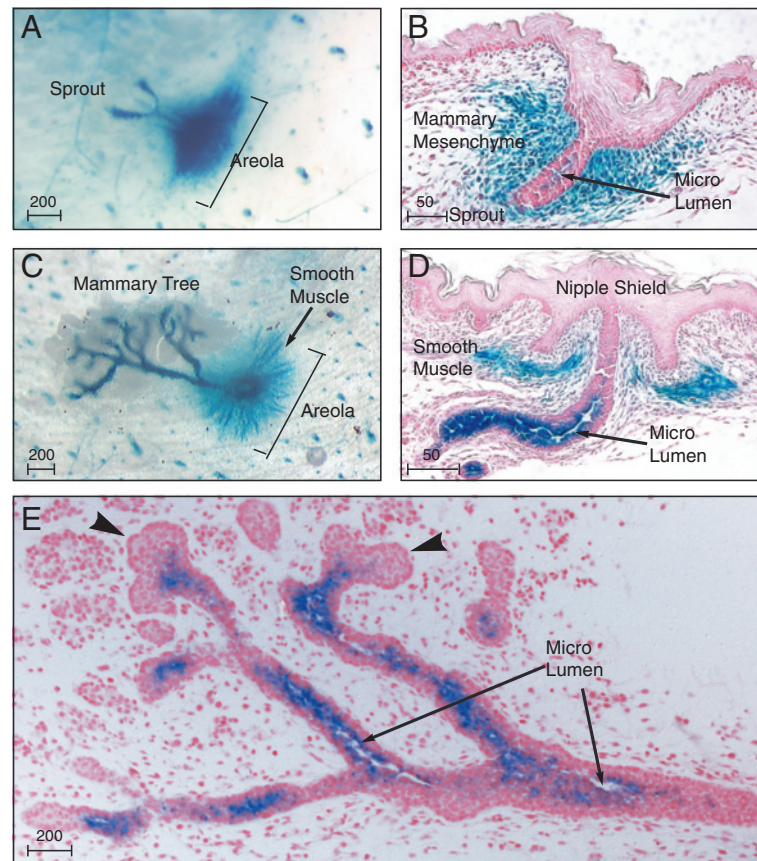 A
Sprout
Areola
200
B
Mammary
Mesenchyme
Micro
Lumen
50
Sprout
C
Mammary Tree
Smooth
Muscle
Areola
200
D
Nipple Shield
Smooth
Muscle
Micro
Lumen
50
E
Micro
Lumen
200